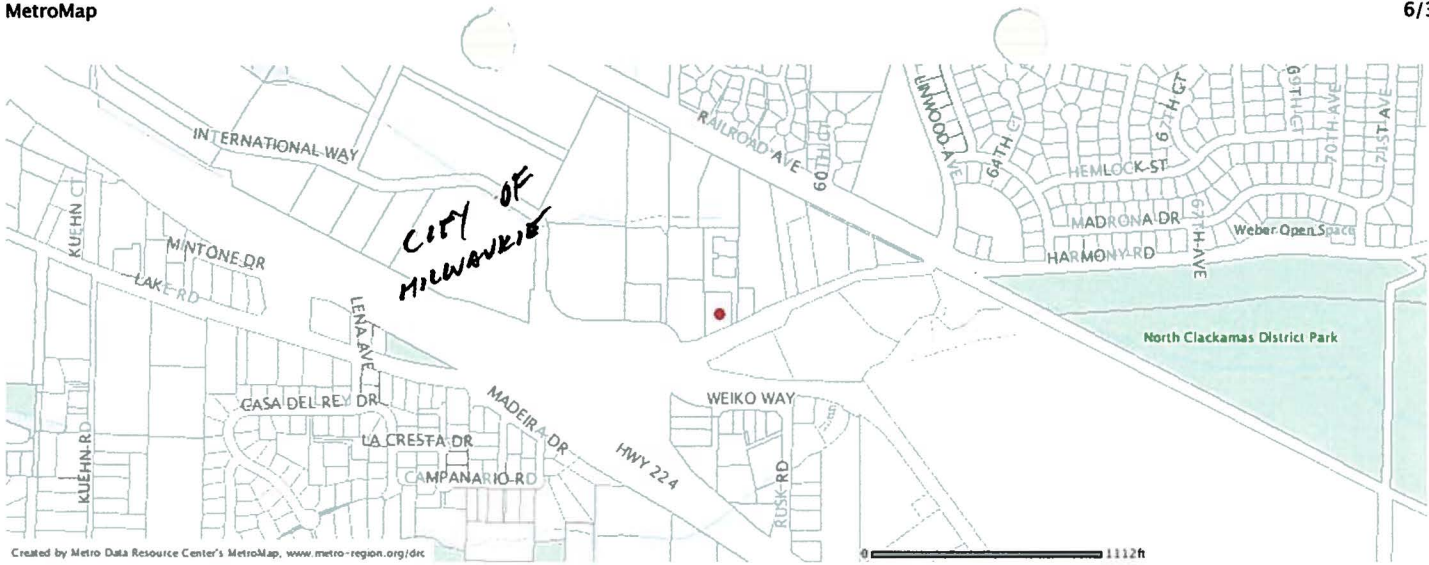 MetroMap
6/3
INTERNATIONAL WAY
RAILROAD AVE
60TH CT
LINWOOD AVE
64TH CT
67TH CT
69TH CT
70TH AVE
71ST AVE
HEMLOCK ST
MADRONA DR
67TH AVE
Weber Open Space
HARMONY RD
KUEHN CT
MINTONE DR
LAKE RD
CITY OF
MILWAUKIE
LENA AVE
North Clackamas District Park
CASA DEL REY DR
MADEIRA DR
WEIKO WAY
LA CRESTA DR
CAMPANARIO RD
HWY 224
RUSK RD
KUEHN RD
Created by Metro Data Resource Center's MetroMap, www.metro-region.org/drc
0 1112ft